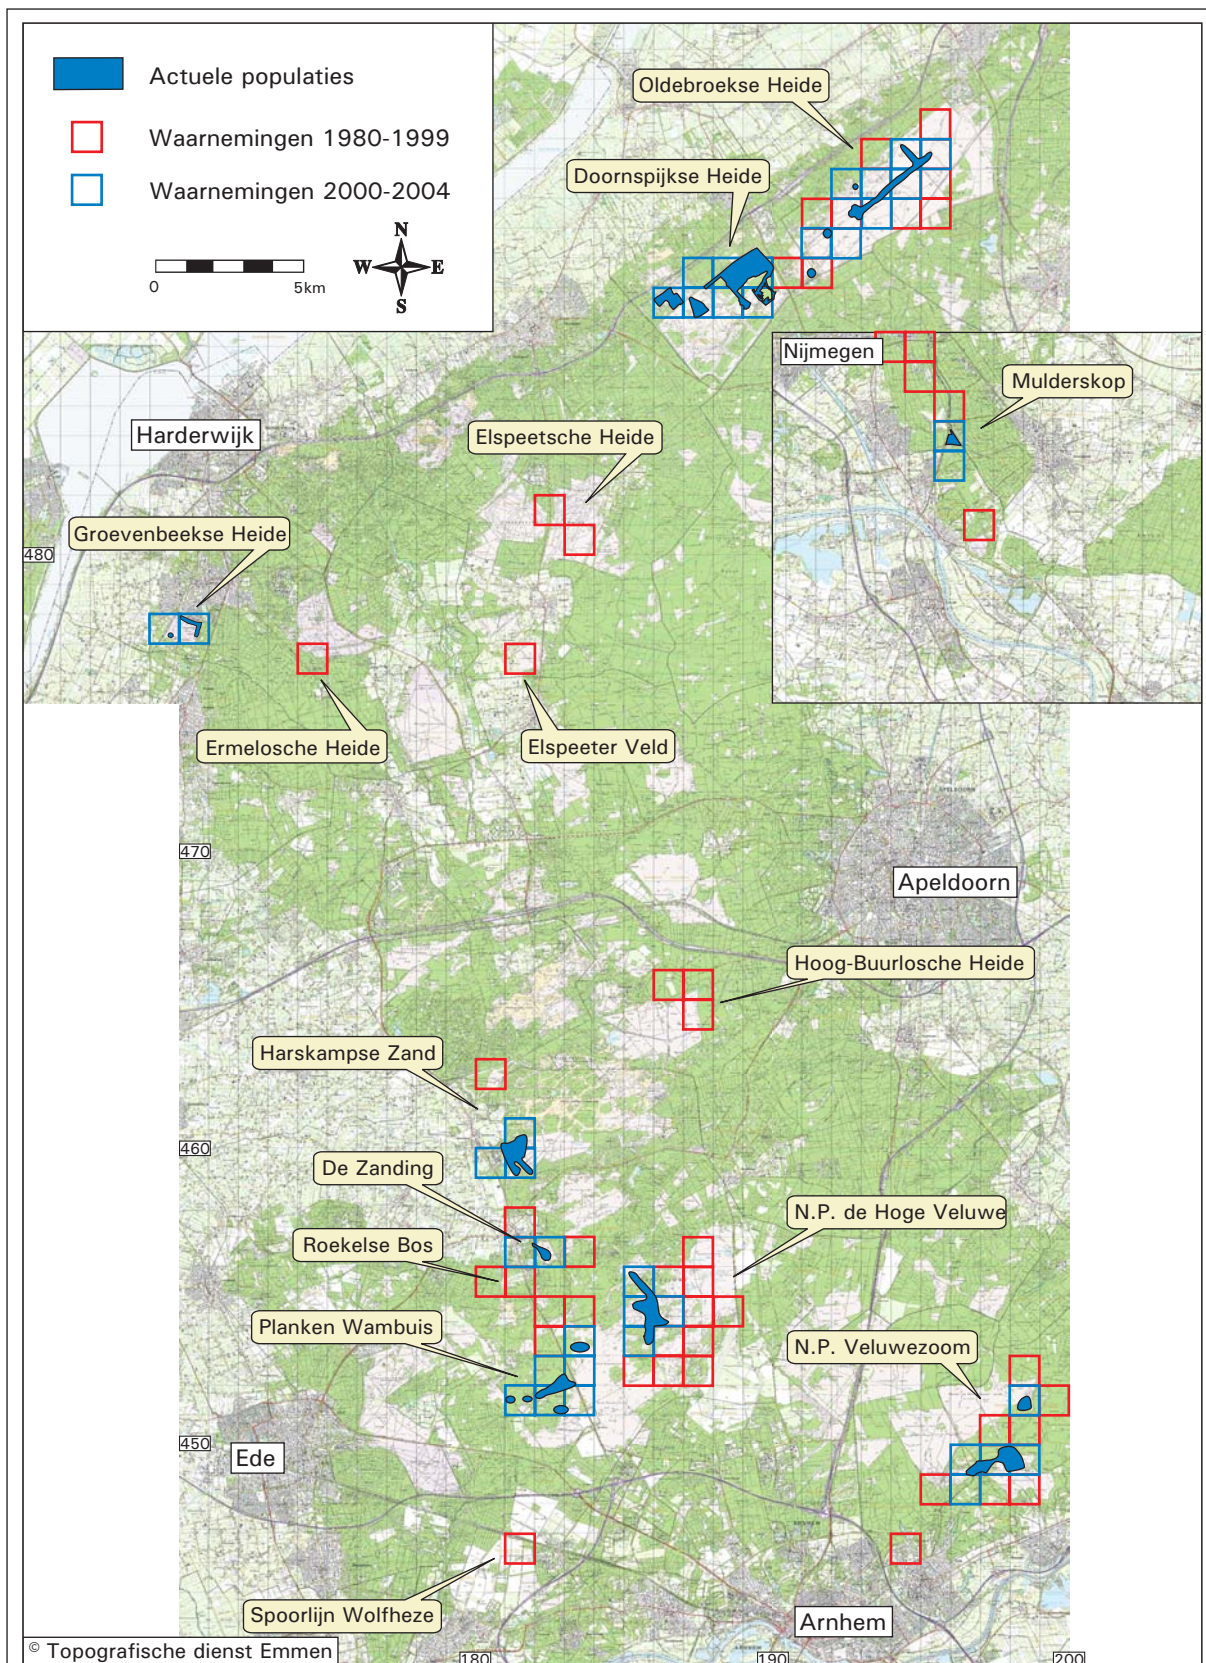 Actuele populaties
Waarnemingen 1980-1999
Waarnemingen 2000-2004
N
W E
S
0 5km
Oldebroekse Heide
Doornspijkse Heide
Nijmegen
Mulderskop
Harderwijk
Elspeetsche Heide
Groevenbeekse Heide
480
Ermelosche Heide
Elspeeter Veld
470
Apeldoorn
Hoog-Buurlosche Heide
Harskampse Zand
460
De Zanding
N.P. de Hoge Veluwe
Roekelse Bos
Planken Wambuis
N.P. Veluwezoom
450
Ede
Spoorlijn Wolfheze
Arnhem
© Topografische dienst Emmen
180
190
200